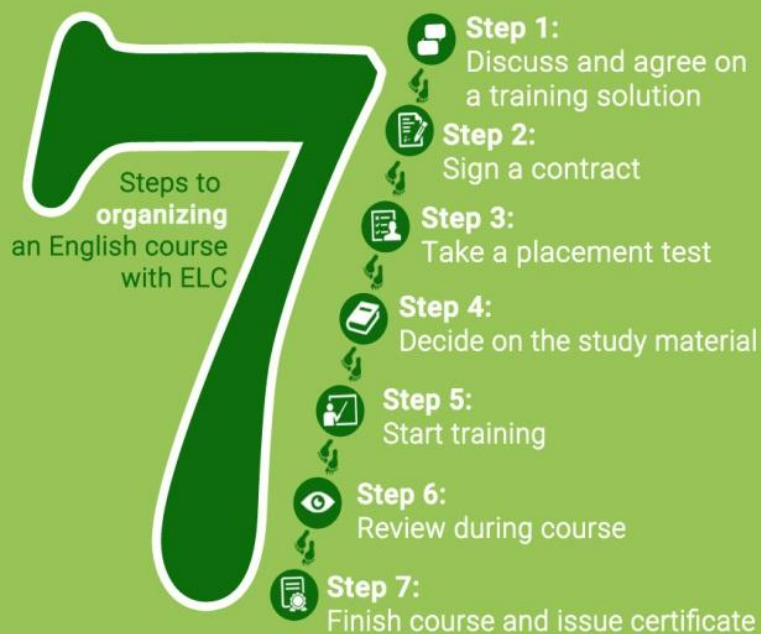 7
Steps to
organizing
an English course
with ELC
Step 1:
Discuss and agree on
a training solution
Step 2:
Sign a contract
Step 3:
Take a placement test
Step 4:
Decide on the study material
Step 5:
Start training
Step 6:
Review during course
Step 7:
Finish course and issue certificate